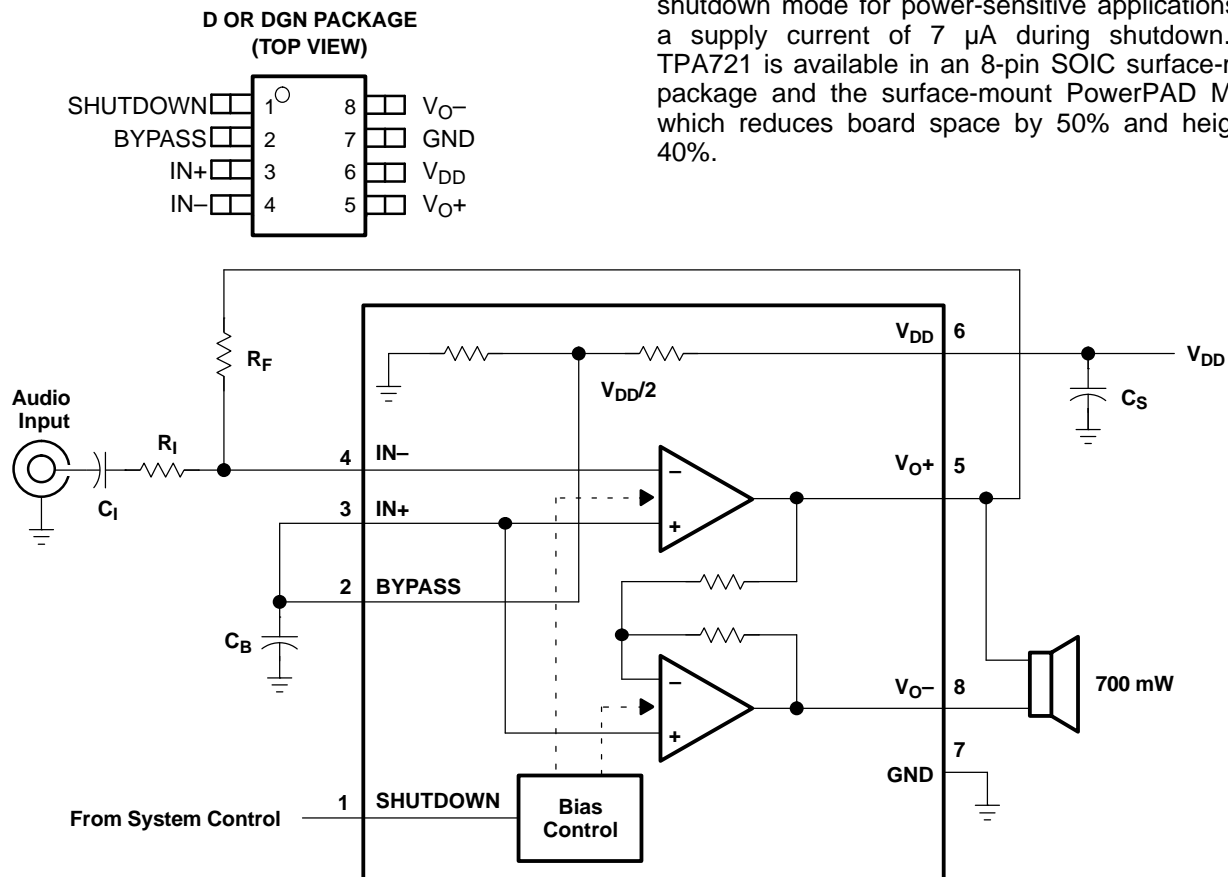 D OR DGN PACKAGE
(TOP VIEW)
SHUTDOWN 1 8 VO–
BYPASS 2 7 GND
IN+ 3 6 VDD
IN– 4 5 VO+
shutdown mode for power-sensitive applications
a supply current of 7 µA during shutdown.
TPA721 is available in an 8-pin SOIC surface-
package and the surface-mount PowerPAD
which reduces board space by 50% and
40%.
VDD 6
VDD
RF
VDD/2
CS
Audio
Input
RI
CI
4 IN–
–
+
VO+ 5
3 IN+
2 BYPASS
CB
–
+
VO– 8
700 mW
7
GND
From System Control
1 SHUTDOWN
Bias
Control